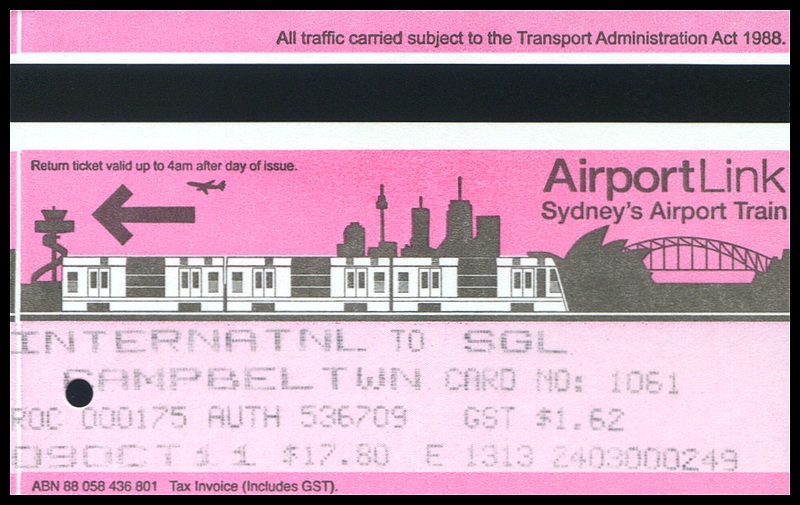 All traffic carried subject to the Transport Administration Act 1988.
Return ticket valid up to 4am after day of issue.
AirportLink
Sydney's Airport Train
INTERNATNL TO SGL
CAMPBELTWN CARD NO: 1061
ROC 000175 AUTH 536709 GST $1.62
09OCT11 $17.80 E 1313 2403000249
ABN 88 058 436 801 Tax Invoice (Includes GST).